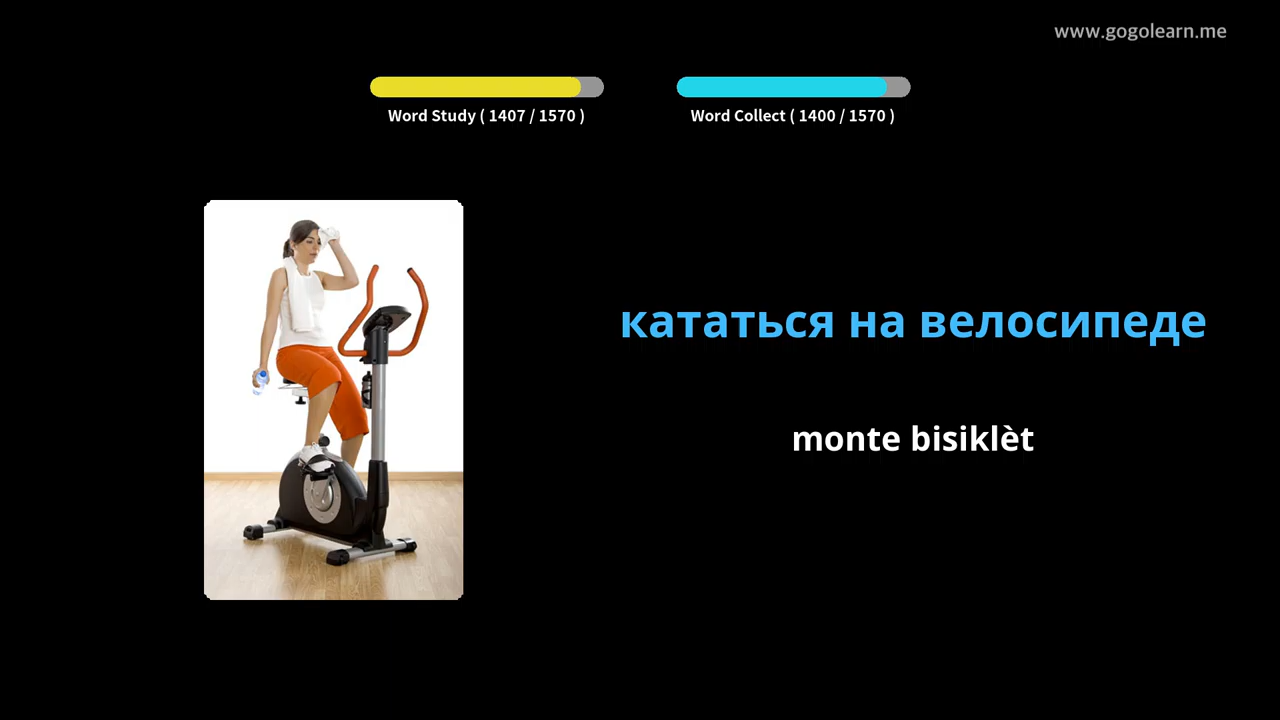 www.gogolearn.me
Word Study ( 1407 / 1570 )
Word Collect ( 1400 / 1570 )
кататься на велосипеде
monte bisiklèt